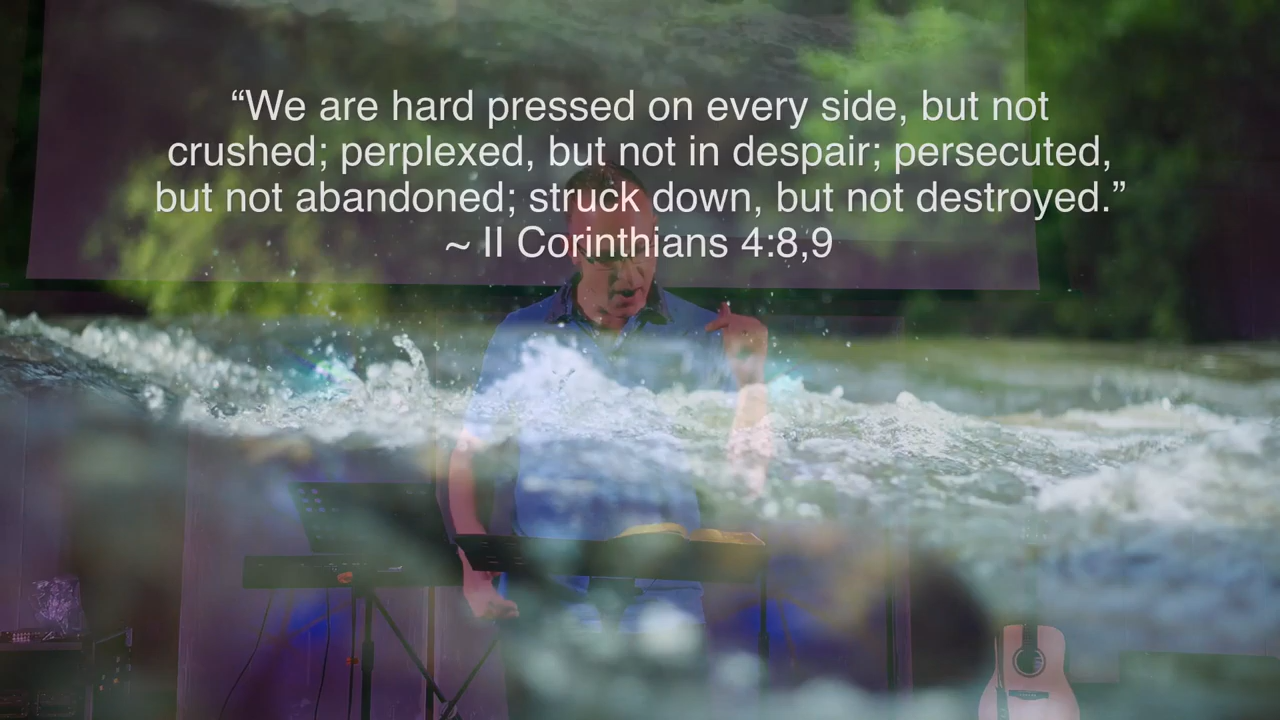 “We are hard pressed on every side, but not
crushed; perplexed, but not in despair; persecuted,
but not abandoned; struck down, but not destroyed.”
~ II Corinthians 4:8,9